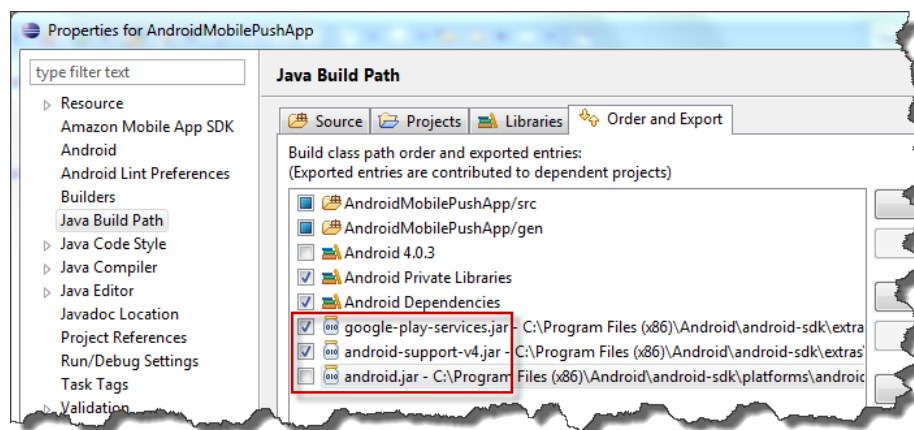 Properties for AndroidMobilePushApp
type filter text
Resource
Amazon Mobile App SDK
Android
Android Lint Preferences
Builders
Java Build Path
Java Code Style
Java Compiler
Java Editor
Javadoc Location
Project References
Run/Debug Settings
Task Tags
Validation
Java Build Path
Source Projects Libraries Order and Export
Build class path order and exported entries:
(Exported entries are contributed to dependent projects)
AndroidMobilePushApp/src
AndroidMobilePushApp/gen
Android 4.0.3
Android Private Libraries
Android Dependencies
google-play-services.jar - C:\Program Files (x86)\Android\android-sdk\extra
android-support-v4.jar - C:\Program Files (x86)\Android\android-sdk\extras\
android.jar - C:\Program Files (x86)\Android\android-sdk\platforms\androic